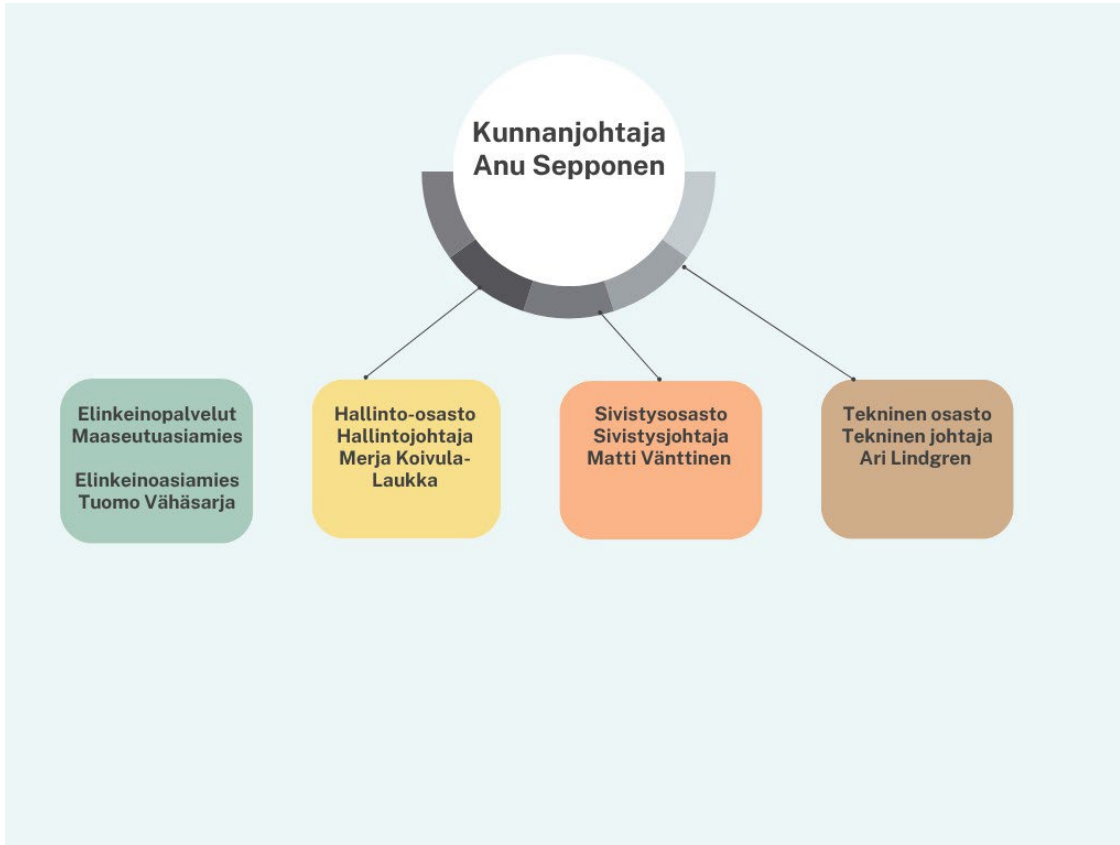 Kunnanjohtaja
Anu Sepponen
Elinkeinopalvelut
Maaseutuasiamies
Elinkeinoasiamies
Tuomo Vähäsarja
Hallinto-osasto
Hallintojohtaja
Merja Koivula-
Laukka
Sivistysosasto
Sivistysjohtaja
Matti Vänttinen
Tekninen osasto
Tekninen johtaja
Ari Lindgren